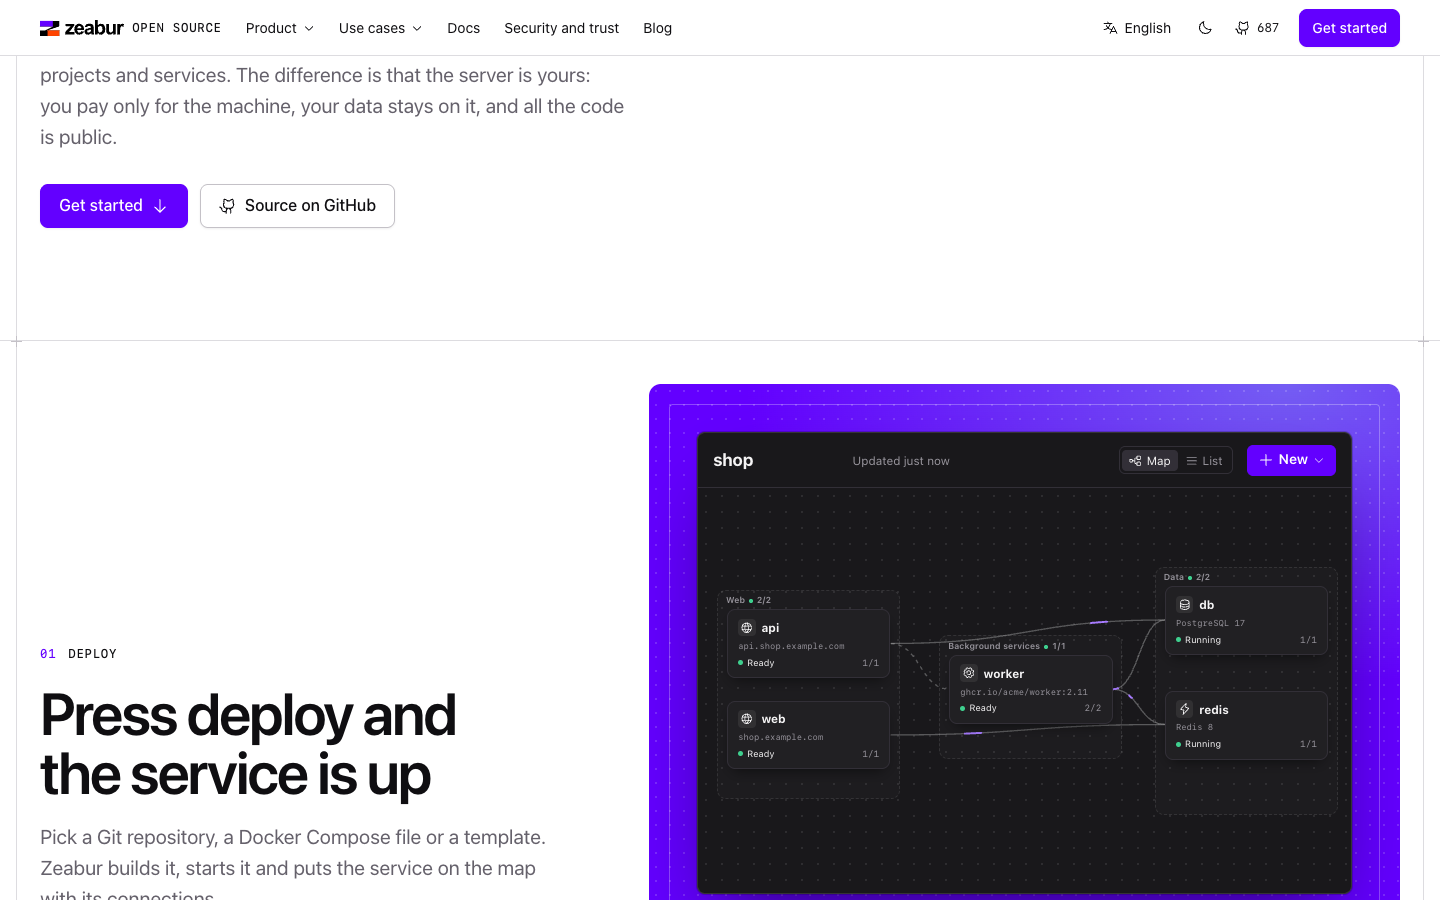 zeabur OPEN SOURCE Product Use cases Docs Security and trust Blog English 687 Get started
projects and services. The difference is that the server is yours:
you pay only for the machine, your data stays on it, and all the code
is public.
Get started Source on GitHub
shop Updated just now Map List New
Web 2/2
api
api.shop.example.com
Ready 1/1
web
shop.example.com
Ready 1/1
Background services 1/1
worker
ghcr.io/acme/worker:2.11
Ready 2/2
Data 2/2
db
PostgreSQL 17
Running 1/1
redis
Redis 8
Running 1/1
01 DEPLOY
Press deploy and
the service is up
Pick a Git repository, a Docker Compose file or a template.
Zeabur builds it, starts it and puts the service on the map
with its connections.